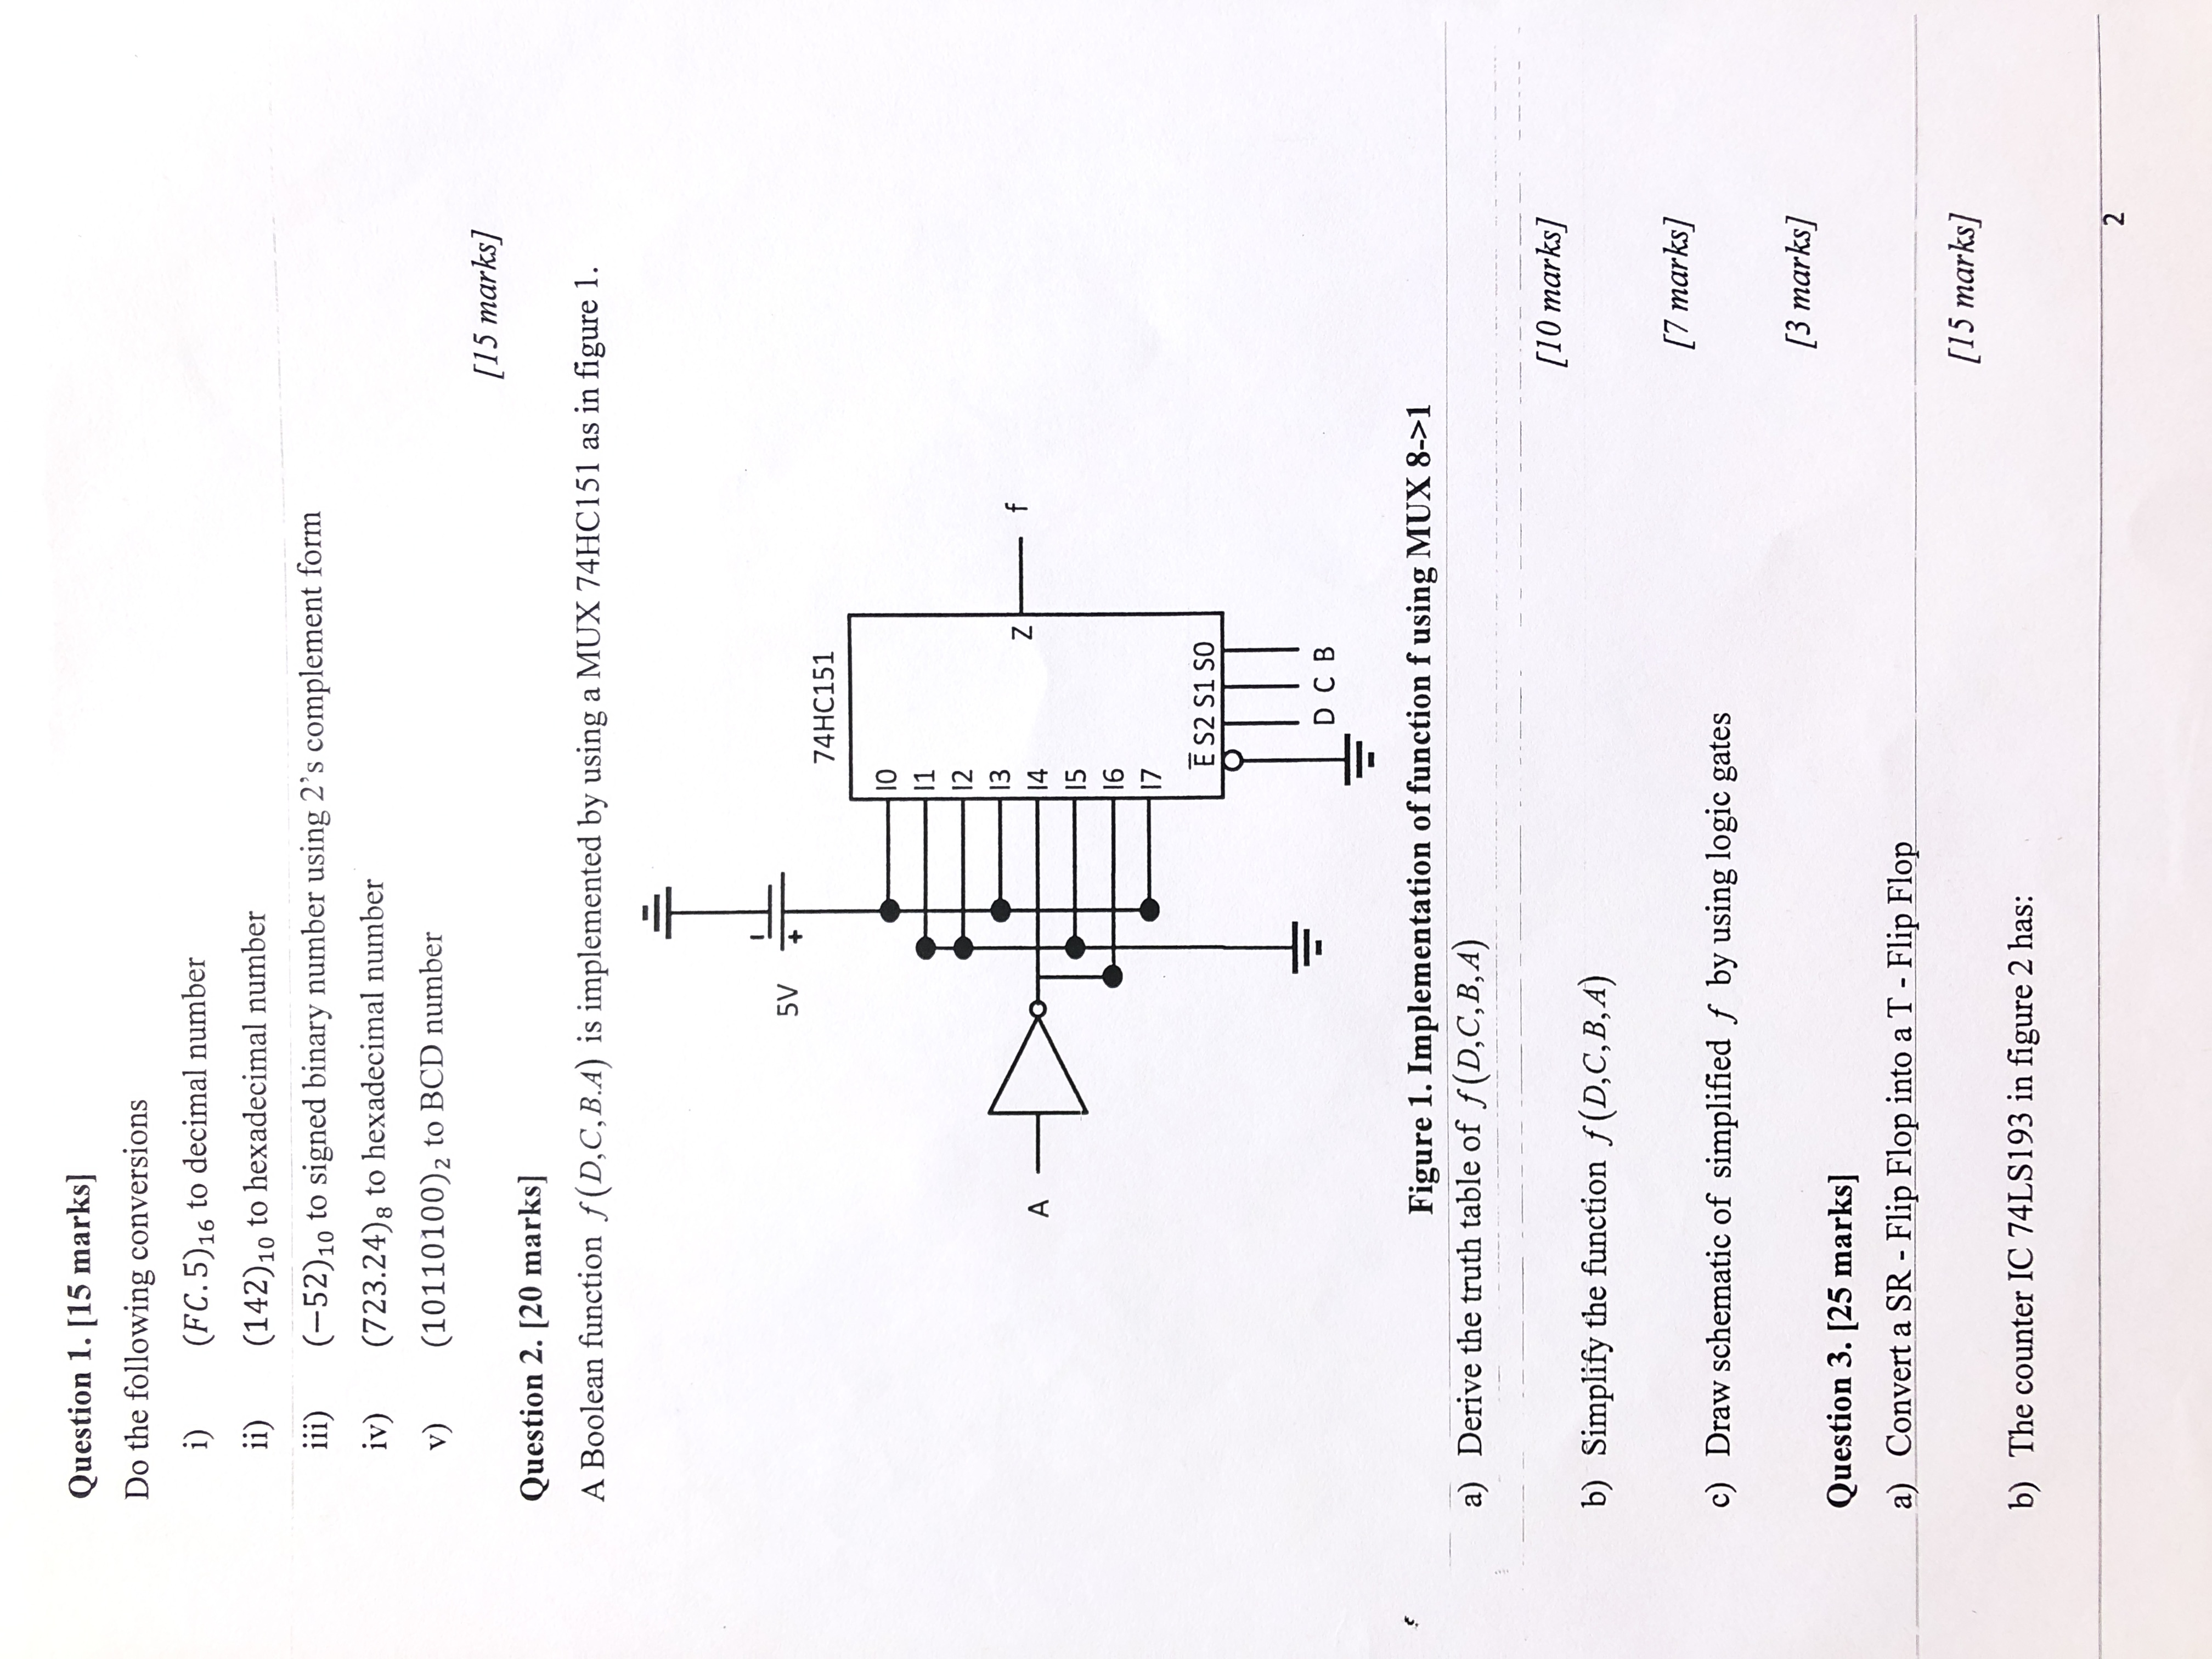 Question 1. [15 marks]
Do the following conversions
i) (FC.5)₁₆ to decimal number
ii) (142)₁₀ to hexadecimal number
iii) (−52)₁₀ to signed binary number using 2’s complement form
iv) (723.24)₈ to hexadecimal number
v) (10110100)₂ to BCD number
[15 marks]
Question 2. [20 marks]
A Boolean function f(D,C,B.A) is implemented by using a MUX 74HC151 as in figure 1.
5V
-
+
74HC151
I0
I1
I2
I3
A
I4
Z
f
I5
I6
I7
E̅ S2 S1 S0
D C B
Figure 1. Implementation of function f using MUX 8->1
a) Derive the truth table of f(D,C,B,A)
[10 marks]
b) Simplify the function f(D,C,B,A)
[7 marks]
c) Draw schematic of simplified f by using logic gates
[3 marks]
Question 3. [25 marks]
a) Convert a SR - Flip Flop into a T - Flip Flop
[15 marks]
b) The counter IC 74LS193 in figure 2 has:
2